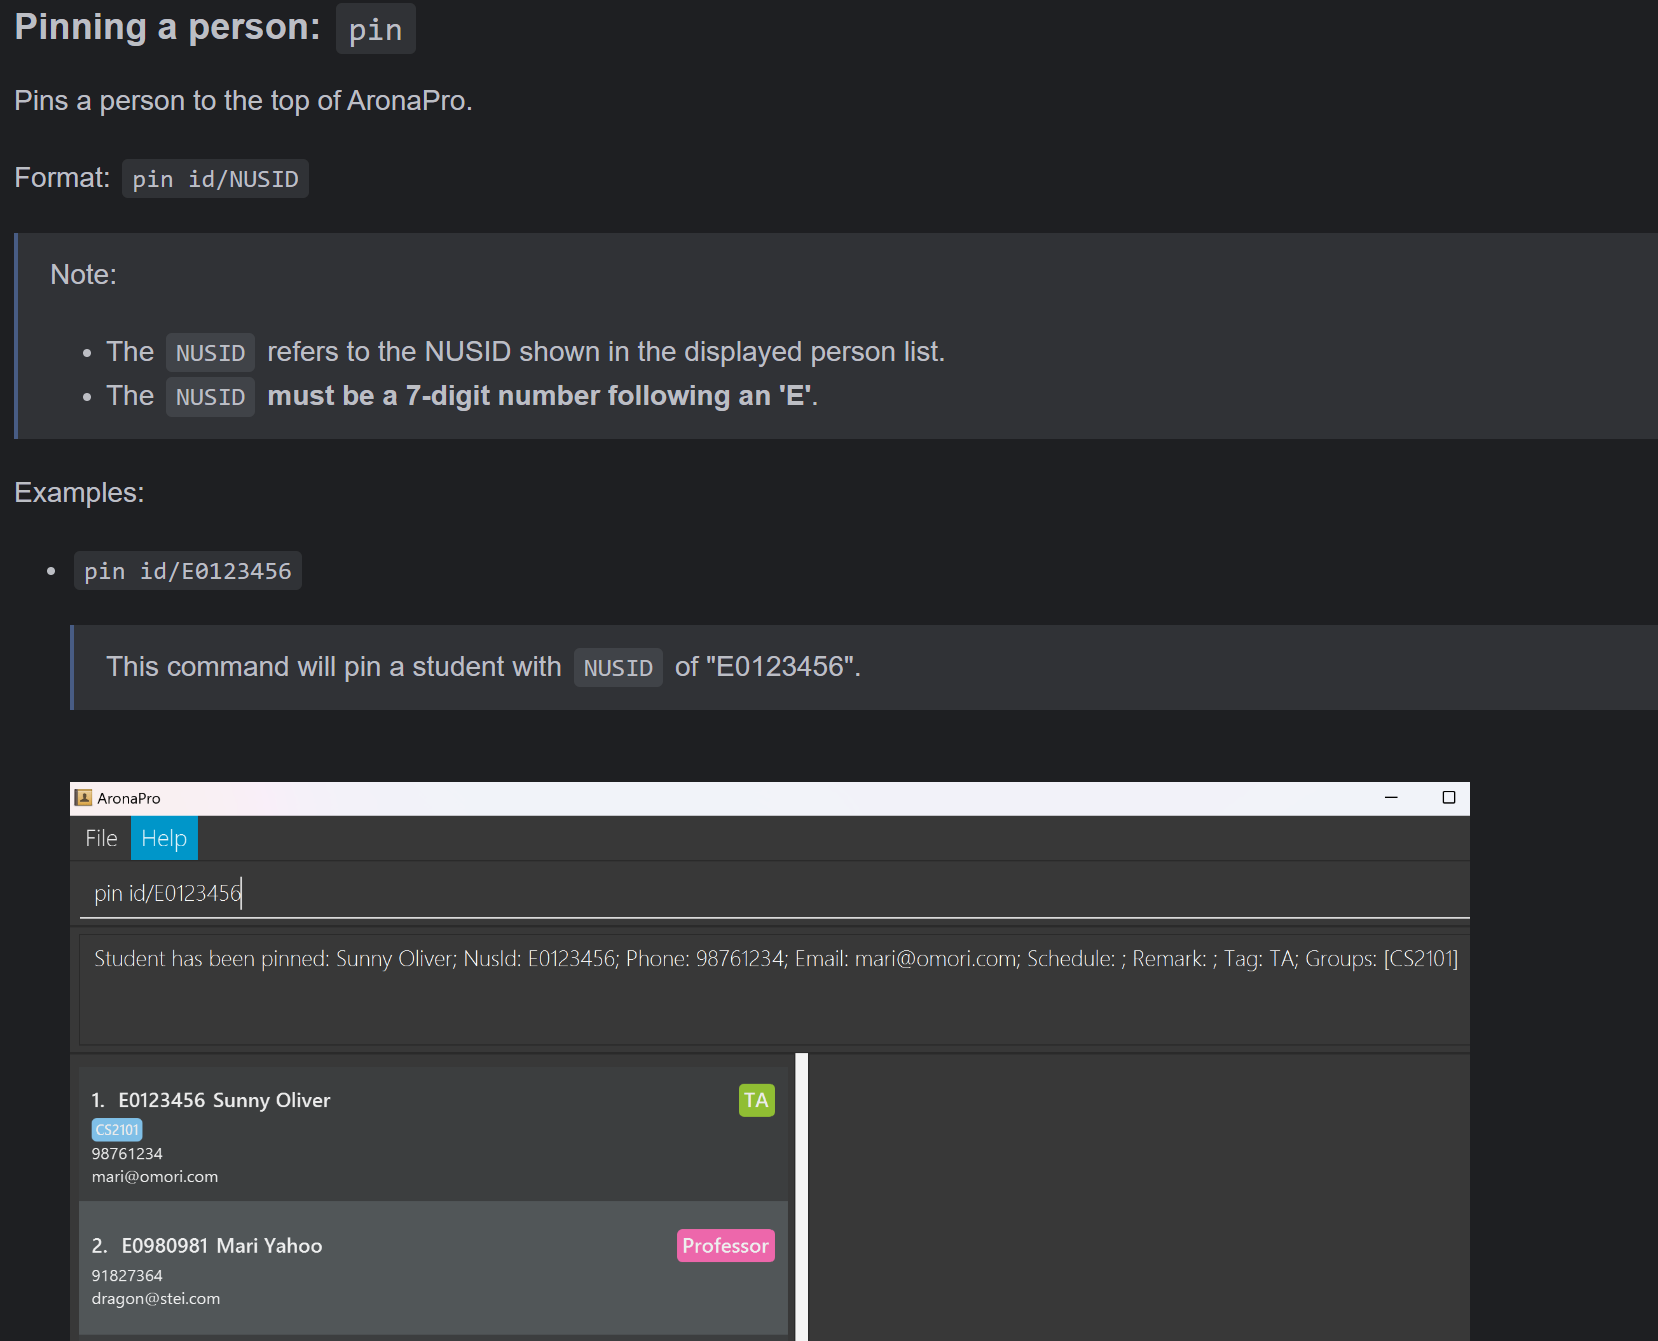 Pinning a person: pin
Pins a person to the top of AronaPro.
Format: pin id/NUSID
Note:
• The NUSID refers to the NUSID shown in the displayed person list.
• The NUSID must be a 7-digit number following an 'E'.
Examples:
• pin id/E0123456
This command will pin a student with NUSID of "E0123456".
AronaPro
File Help
pin id/E0123456
Student has been pinned: Sunny Oliver; NusId: E0123456; Phone: 98761234; Email: mari@omori.com; Schedule: ; Remark: ; Tag: TA; Groups: [CS2101]
1. E0123456 Sunny Oliver TA
CS2101
98761234
mari@omori.com
2. E0980981 Mari Yahoo Professor
91827364
dragon@stei.com